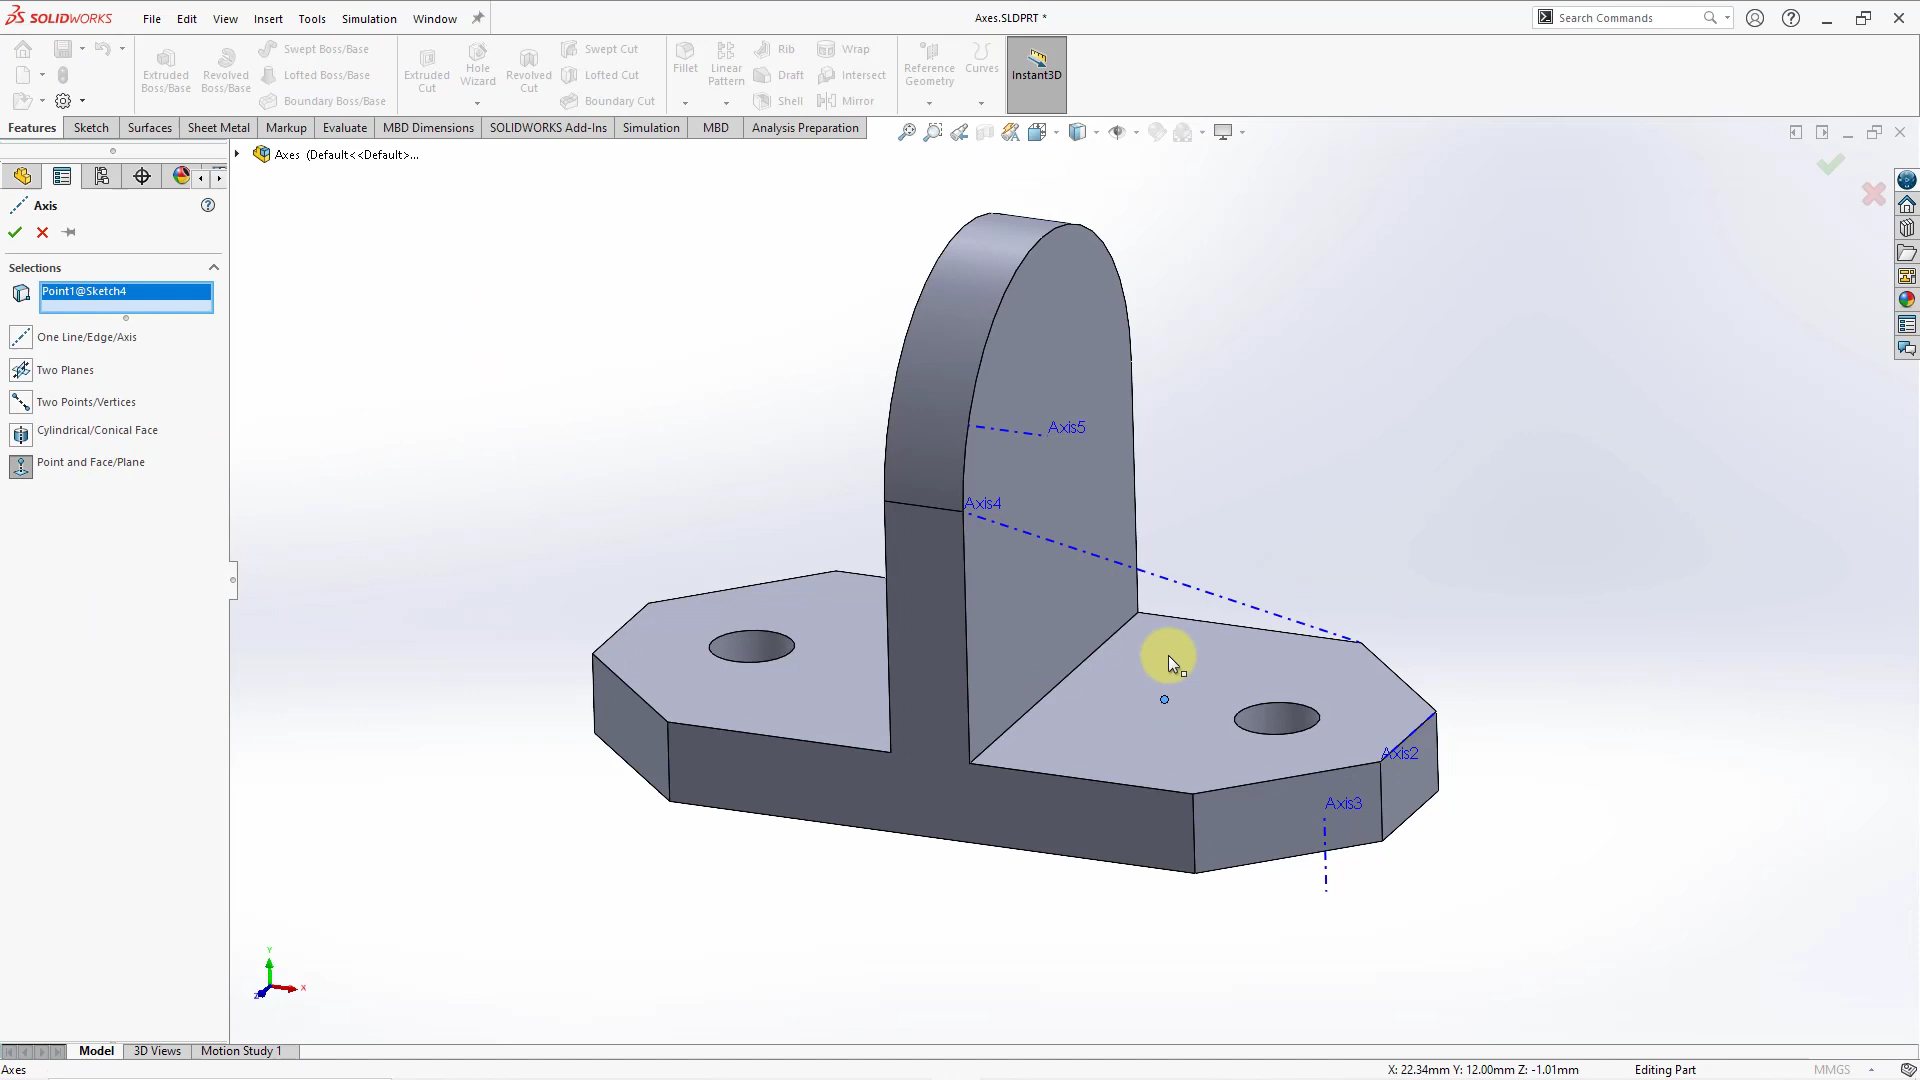 SOLIDWORKS File Edit View Insert Tools Simulation Window Axes.SLDPRT * Search Commands
Extruded Boss/Base
Revolved Boss/Base
Swept Boss/Base
Lofted Boss/Base
Boundary Boss/Base
Extruded Cut
Hole Wizard
Revolved Cut
Swept Cut
Lofted Cut
Boundary Cut
Fillet
Linear Pattern
Rib
Draft
Shell
Wrap
Intersect
Mirror
Reference Geometry
Curves
Instant3D
Features Sketch Surfaces Sheet Metal Markup Evaluate MBD Dimensions SOLIDWORKS Add-Ins Simulation MBD Analysis Preparation
Axes (Default<<Default>...
Axis
Selections
Point1@Sketch4
One Line/Edge/Axis
Two Planes
Two Points/Vertices
Cylindrical/Conical Face
Point and Face/Plane
Axis5
Axis4
Axis2
Axis3
Y
X
Z
Model 3D Views Motion Study 1
Axes X: 22.34mm Y: 12.00mm Z: -1.01mm Editing Part MMGS